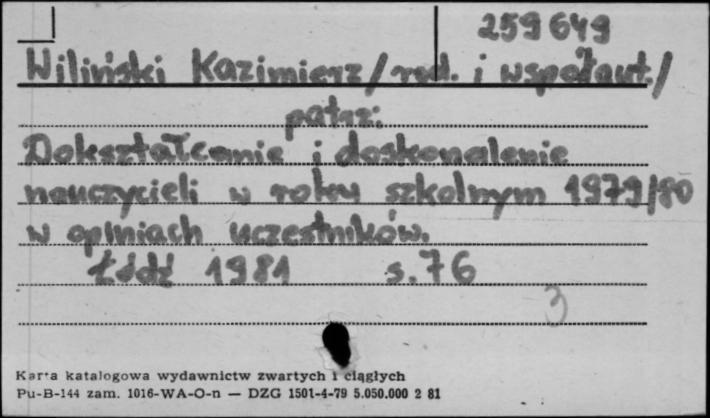 259649
Wiliński Kazimierz /red. i współaut./
patrz:
Dokształcanie i doskonalenie
nauczycieli w roku szkolnym 1979/80
w opiniach uczestników.
Łódź 1981 s. 76
3
Karta katalogowa wydawnictw zwartych i ciągłych
Pu-B-144 zam. 1016-WA-O-n — DZG 1501-4-79 5.050.000 2 81